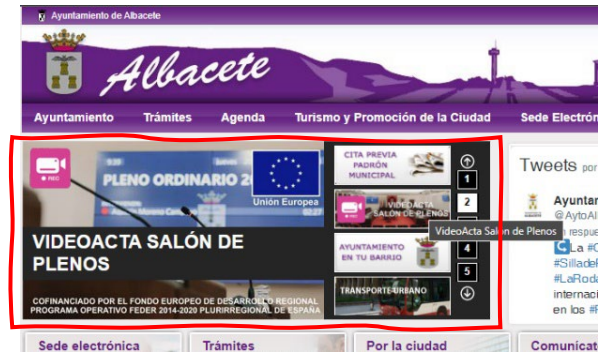 Ayuntamiento de Albacete
Albacete
Ayuntamiento Trámites Agenda Turismo y Promoción de la Ciudad Sede Electrón
REC
PLENO ORDINARIO 2
Unión Europea
VIDEOACTA SALÓN DE
PLENOS
COFINANCIADO POR EL FONDO EUROPEO DE DESARROLLO REGIONAL
PROGRAMA OPERATIVO FEDER 2014-2020 PLURIRREGIONAL DE ESPAÑA
CITA PREVIA
PADRÓN
MUNICIPAL
VIDEOACTA
SALÓN DE PLENOS
AYUNTAMIENTO
EN TU BARRIO
TRANSPORTE URBANO
1
2
4
5
VideoActa Salón de Plenos
Tweets por
Ayuntar
@AytoAl
respue
La #C
#Sillade
#LaRoda
internaci
en los #F
Sede electrónica Trámites Por la ciudad Comunicat